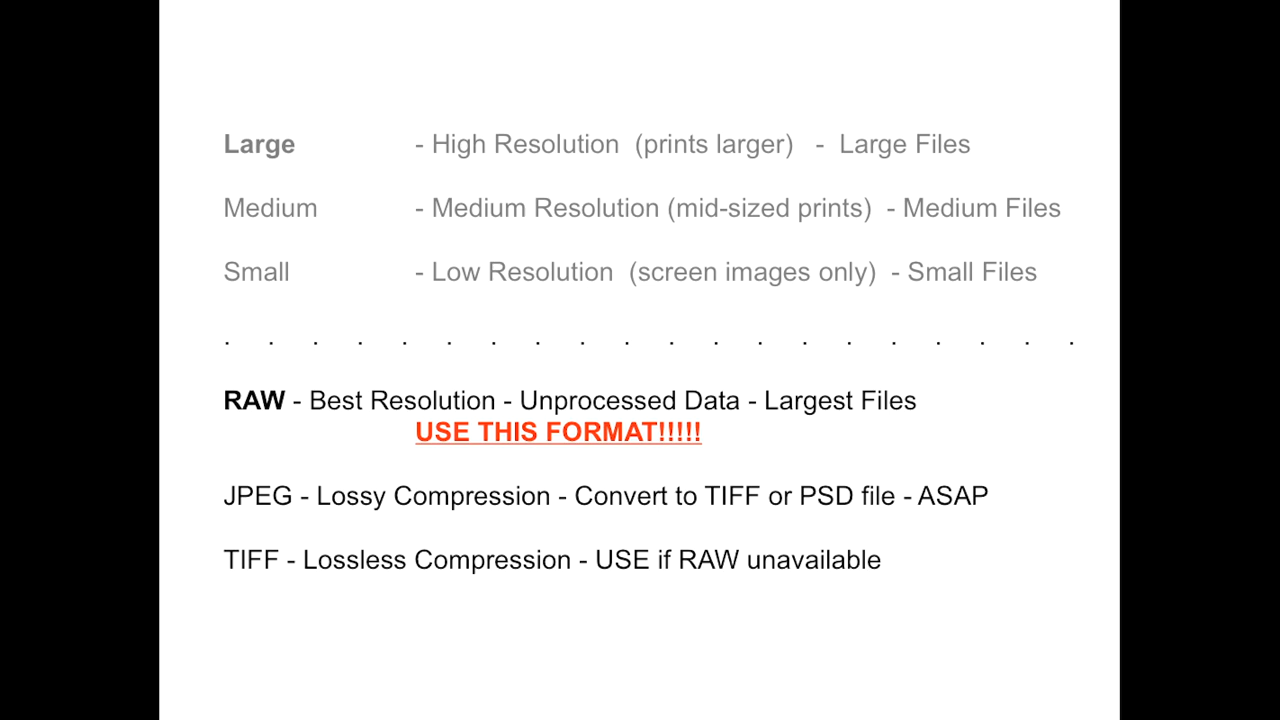 Large - High Resolution (prints larger) - Large Files
Medium - Medium Resolution (mid-sized prints) - Medium Files
Small - Low Resolution (screen images only) - Small Files
. . . . . . . . . . . . . . . . . . . .
RAW - Best Resolution - Unprocessed Data - Largest Files
USE THIS FORMAT!!!!!
JPEG - Lossy Compression - Convert to TIFF or PSD file - ASAP
TIFF - Lossless Compression - USE if RAW unavailable